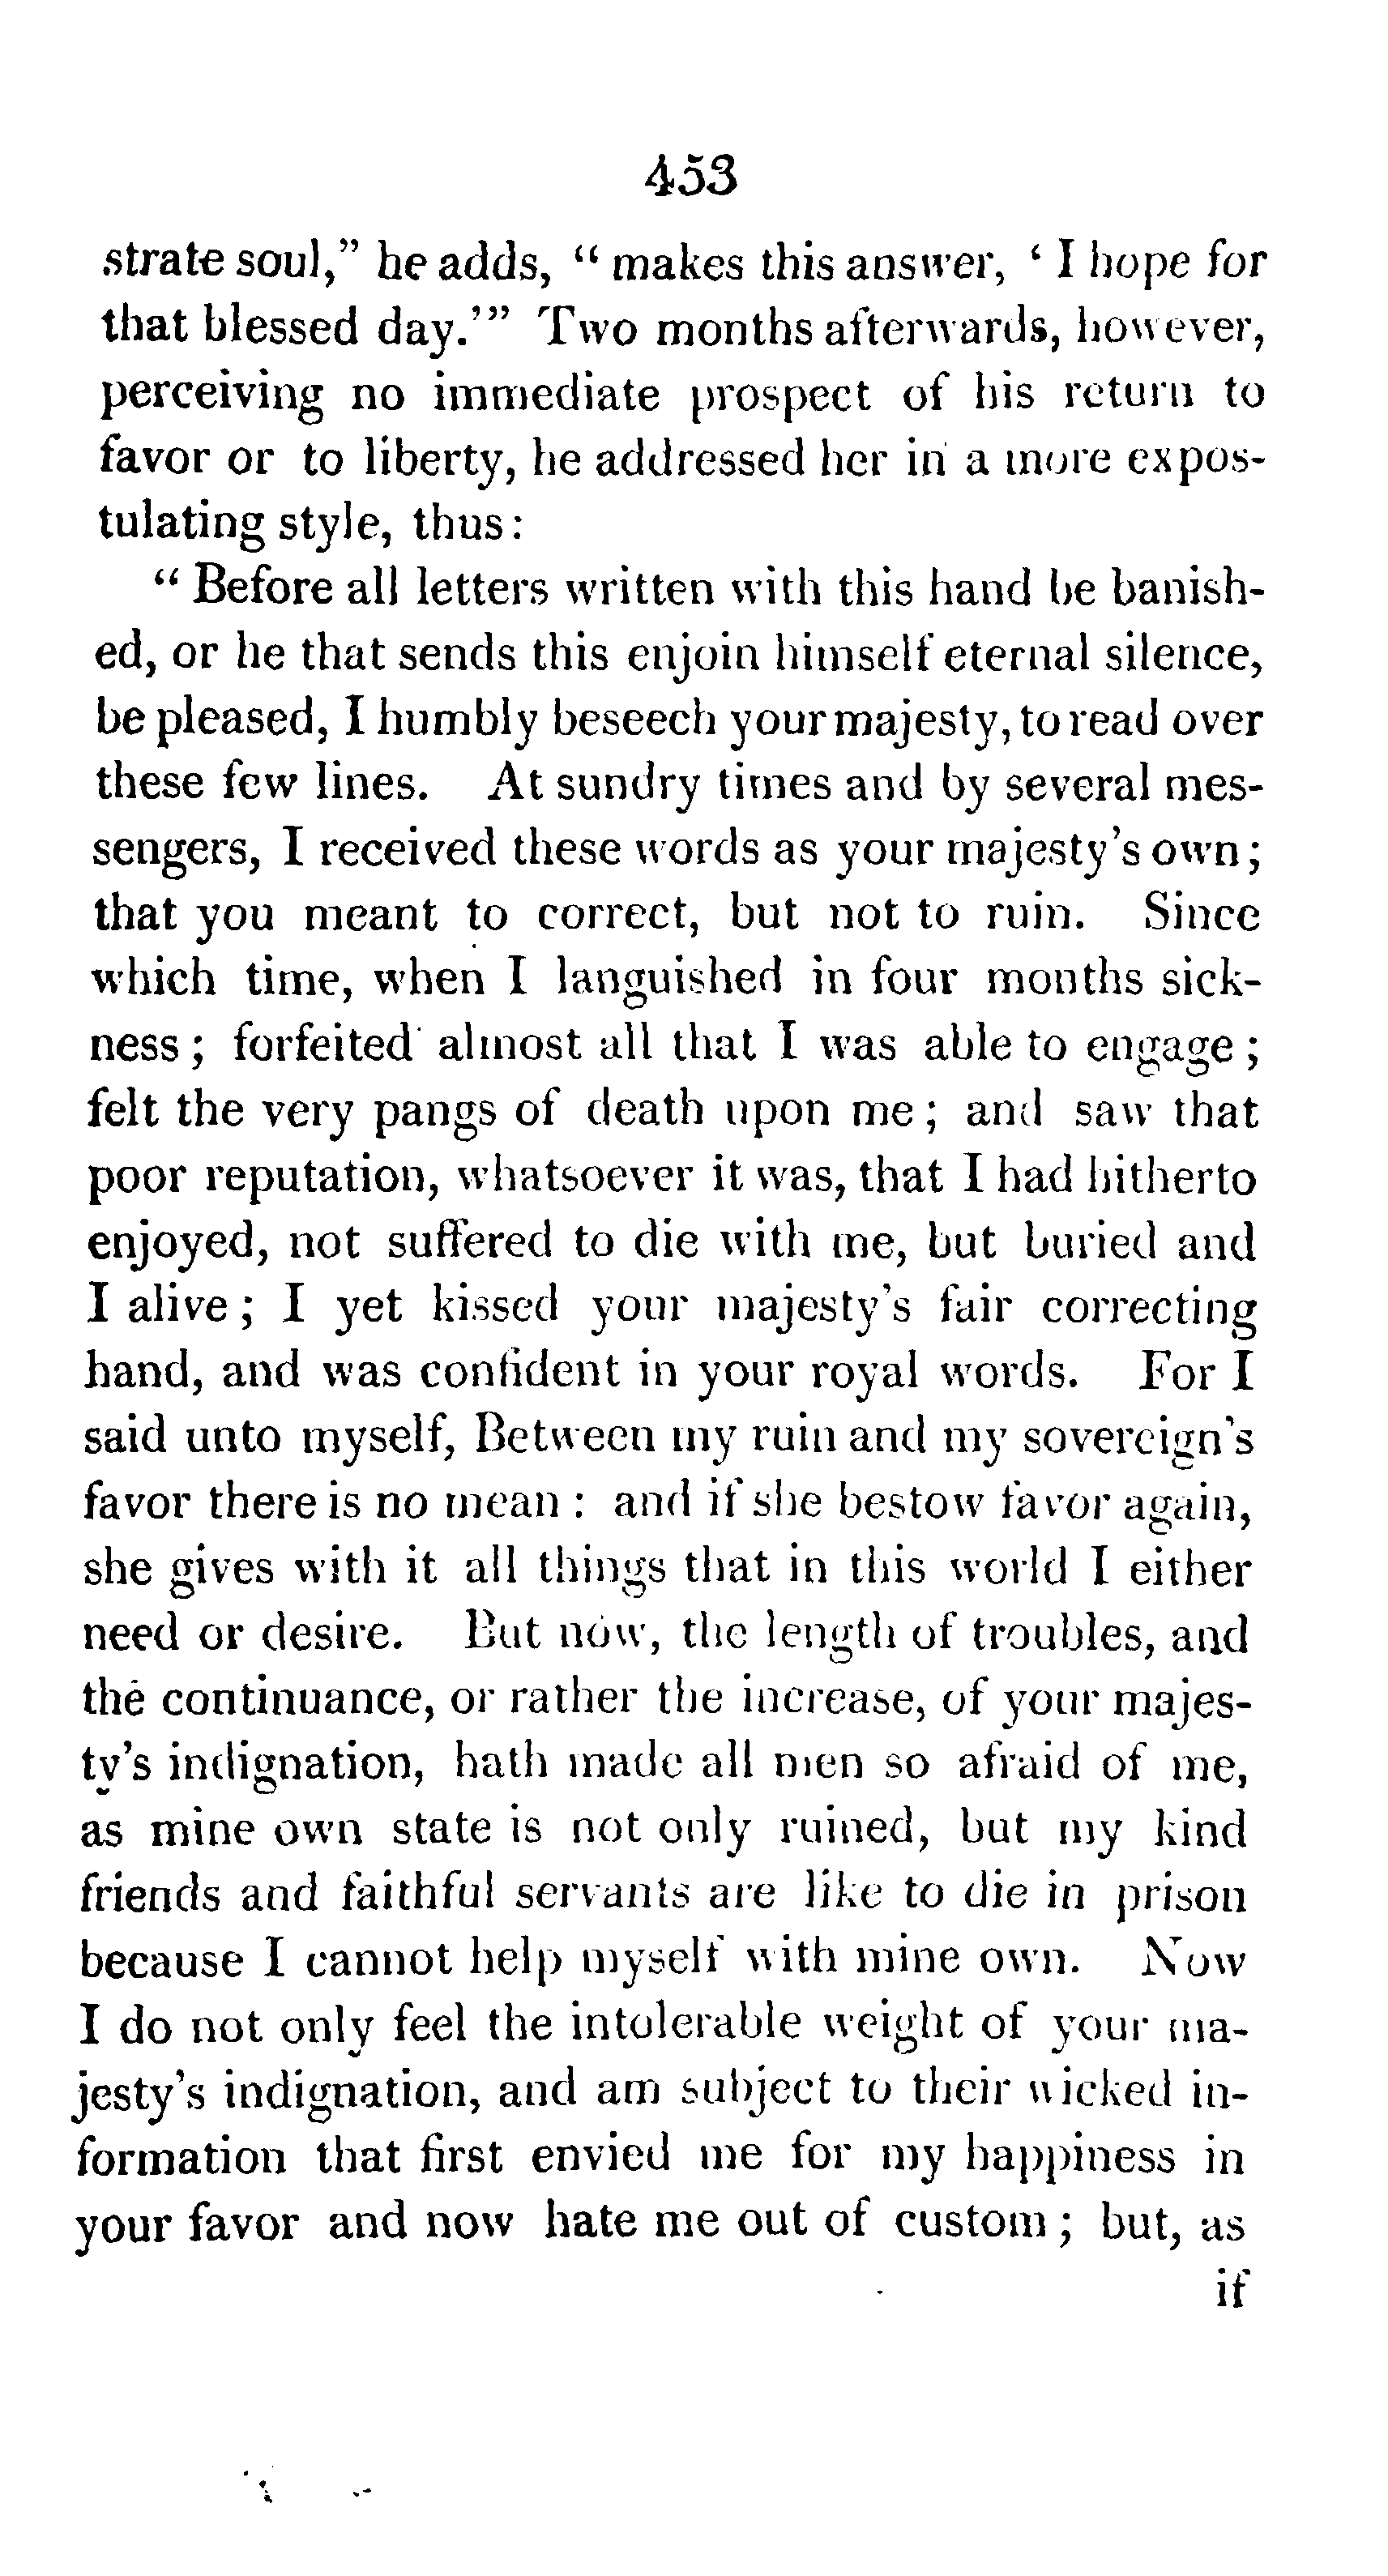 453
strate soul,” he adds, “ makes this answer, ‘ I hope for
that blessed day.’” Two months afterwards, however,
perceiving no immediate prospect of his return to
favor or to liberty, he addressed her in a more expos-
tulating style, thus:
“ Before all letters written with this hand be banish-
ed, or he that sends this enjoin himself eternal silence,
be pleased, I humbly beseech your majesty, to read over
these few lines. At sundry times and by several mes-
sengers, I received these words as your majesty’s own;
that you meant to correct, but not to ruin. Since
which time, when I languished in four months sick-
ness ; forfeited almost all that I was able to engage ;
felt the very pangs of death upon me ; and saw that
poor reputation, whatsoever it was, that I had hitherto
enjoyed, not suffered to die with me, but buried and
I alive ; I yet kissed your majesty’s fair correcting
hand, and was confident in your royal words. For I
said unto myself, Between my ruin and my sovereign’s
favor there is no mean : and if she bestow favor again,
she gives with it all things that in this world I either
need or desire. But now, the length of troubles, and
the continuance, or rather the increase, of your majes-
ty’s indignation, hath made all men so afraid of me,
as mine own state is not only ruined, but my kind
friends and faithful servants are like to die in prison
because I cannot help myself with mine own. Now
I do not only feel the intolerable weight of your ma-
jesty’s indignation, and am subject to their wicked in-
formation that first envied me for my happiness in
your favor and now hate me out of custom ; but, as
if